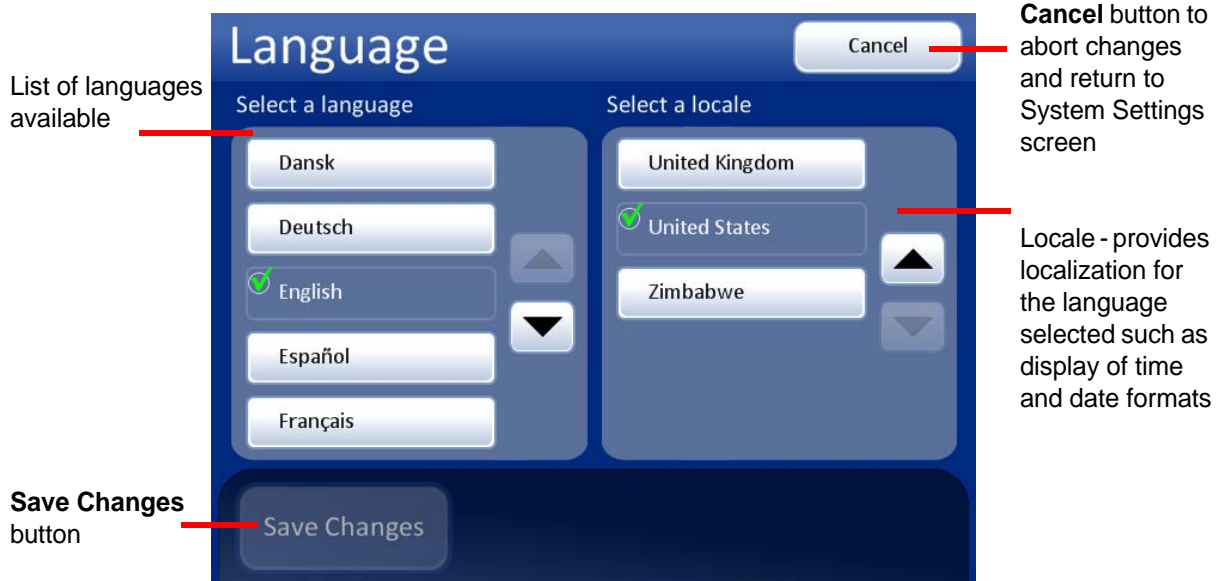 List of languages
available
Save Changes
button
Language
Cancel
Select a language
Dansk
Deutsch
English
Español
Français
Select a locale
United Kingdom
United States
Zimbabwe
Save Changes
Cancel button to
abort changes
and return to
System Settings
screen
Locale - provides
localization for
the language
selected such as
display of time
and date formats